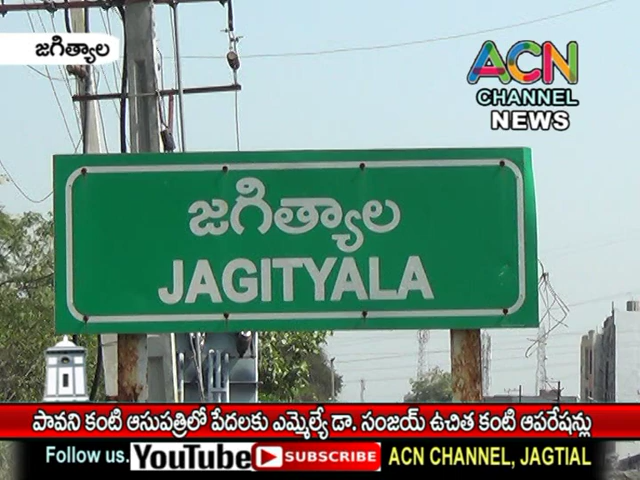 జగిత్యాల
ACN
CHANNEL
NEWS
జగిత్యాల
JAGITYALA
పావని కంటి ఆసుపత్రిలో పేదలకు ఎమ్మెల్యే డా. సంజయ్ ఉచిత కంటి ఆపరేషన్లు
Follow us. YouTube SUBSCRIBE ACN CHANNEL, JAGTIAL